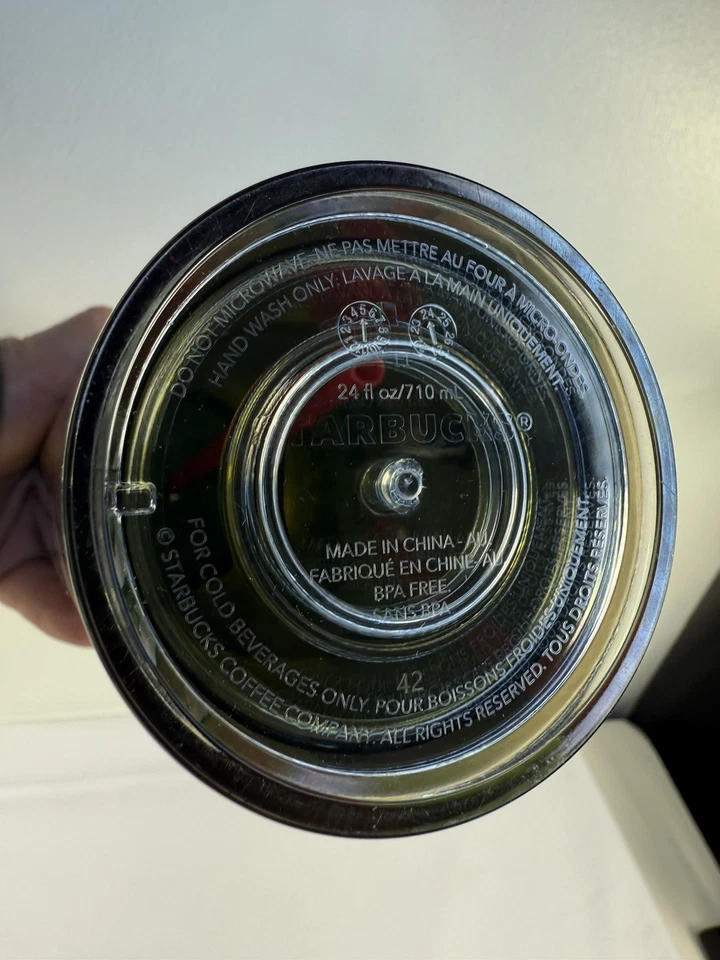 DO NOT MICROWAVE. NE PAS METTRE AU FOUR À MICRO-ONDES
HAND WASH ONLY. LAVAGE À LA MAIN UNIQUEMENT.
24 fl oz/710 mL
STARBUCKS®
MADE IN CHINA - AU
FABRIQUÉ EN CHINE-AU
BPA FREE.
SANS BPA
42
FOR COLD BEVERAGES ONLY. POUR BOISSONS FROIDES UNIQUEMENT.
© STARBUCKS COFFEE COMPANY. ALL RIGHTS RESERVED. TOUS DROITS RÉSERVÉS.